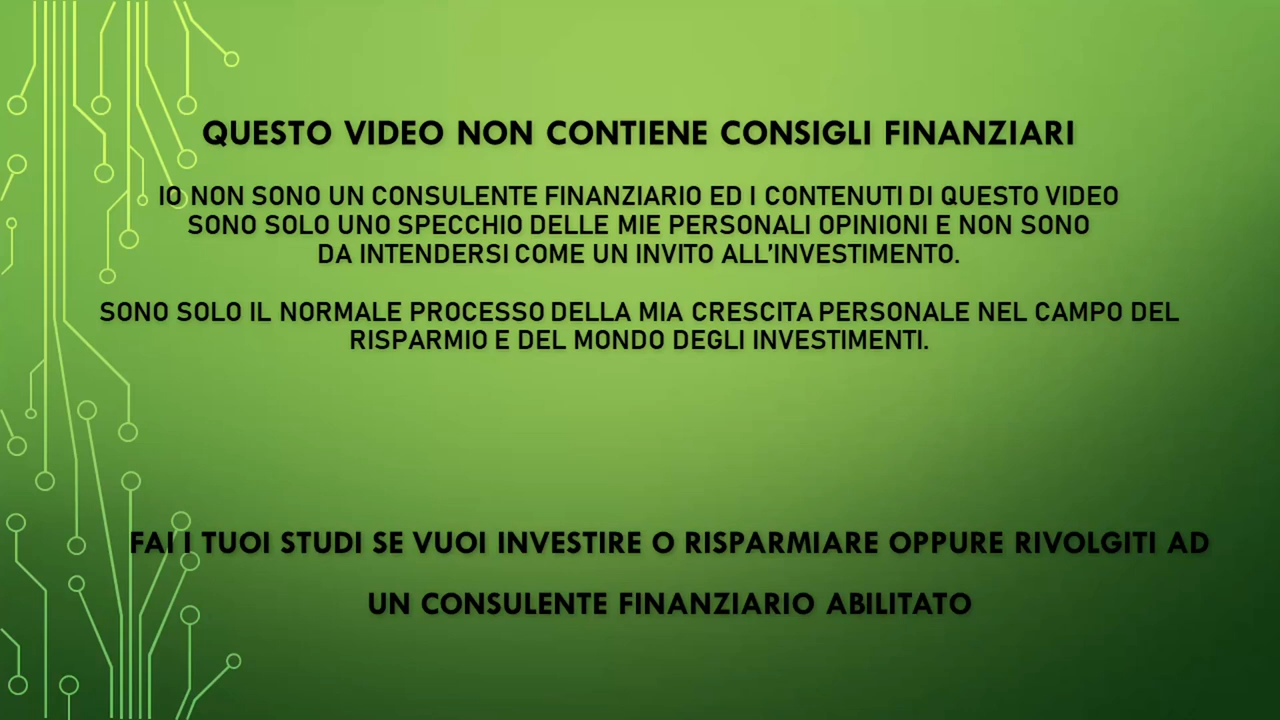 QUESTO VIDEO NON CONTIENE CONSIGLI FINANZIARI
IO NON SONO UN CONSULENTE FINANZIARIO ED I CONTENUTI DI QUESTO VIDEO
SONO SOLO UNO SPECCHIO DELLE MIE PERSONALI OPINIONI E NON SONO
DA INTENDERSI COME UN INVITO ALL'INVESTIMENTO.
SONO SOLO IL NORMALE PROCESSO DELLA MIA CRESCITA PERSONALE NEL CAMPO DEL
RISPARMIO E DEL MONDO DEGLI INVESTIMENTI.
FAI I TUOI STUDI SE VUOI INVESTIRE O RISPARMIARE OPPURE RIVOLGITI AD
UN CONSULENTE FINANZIARIO ABILITATO